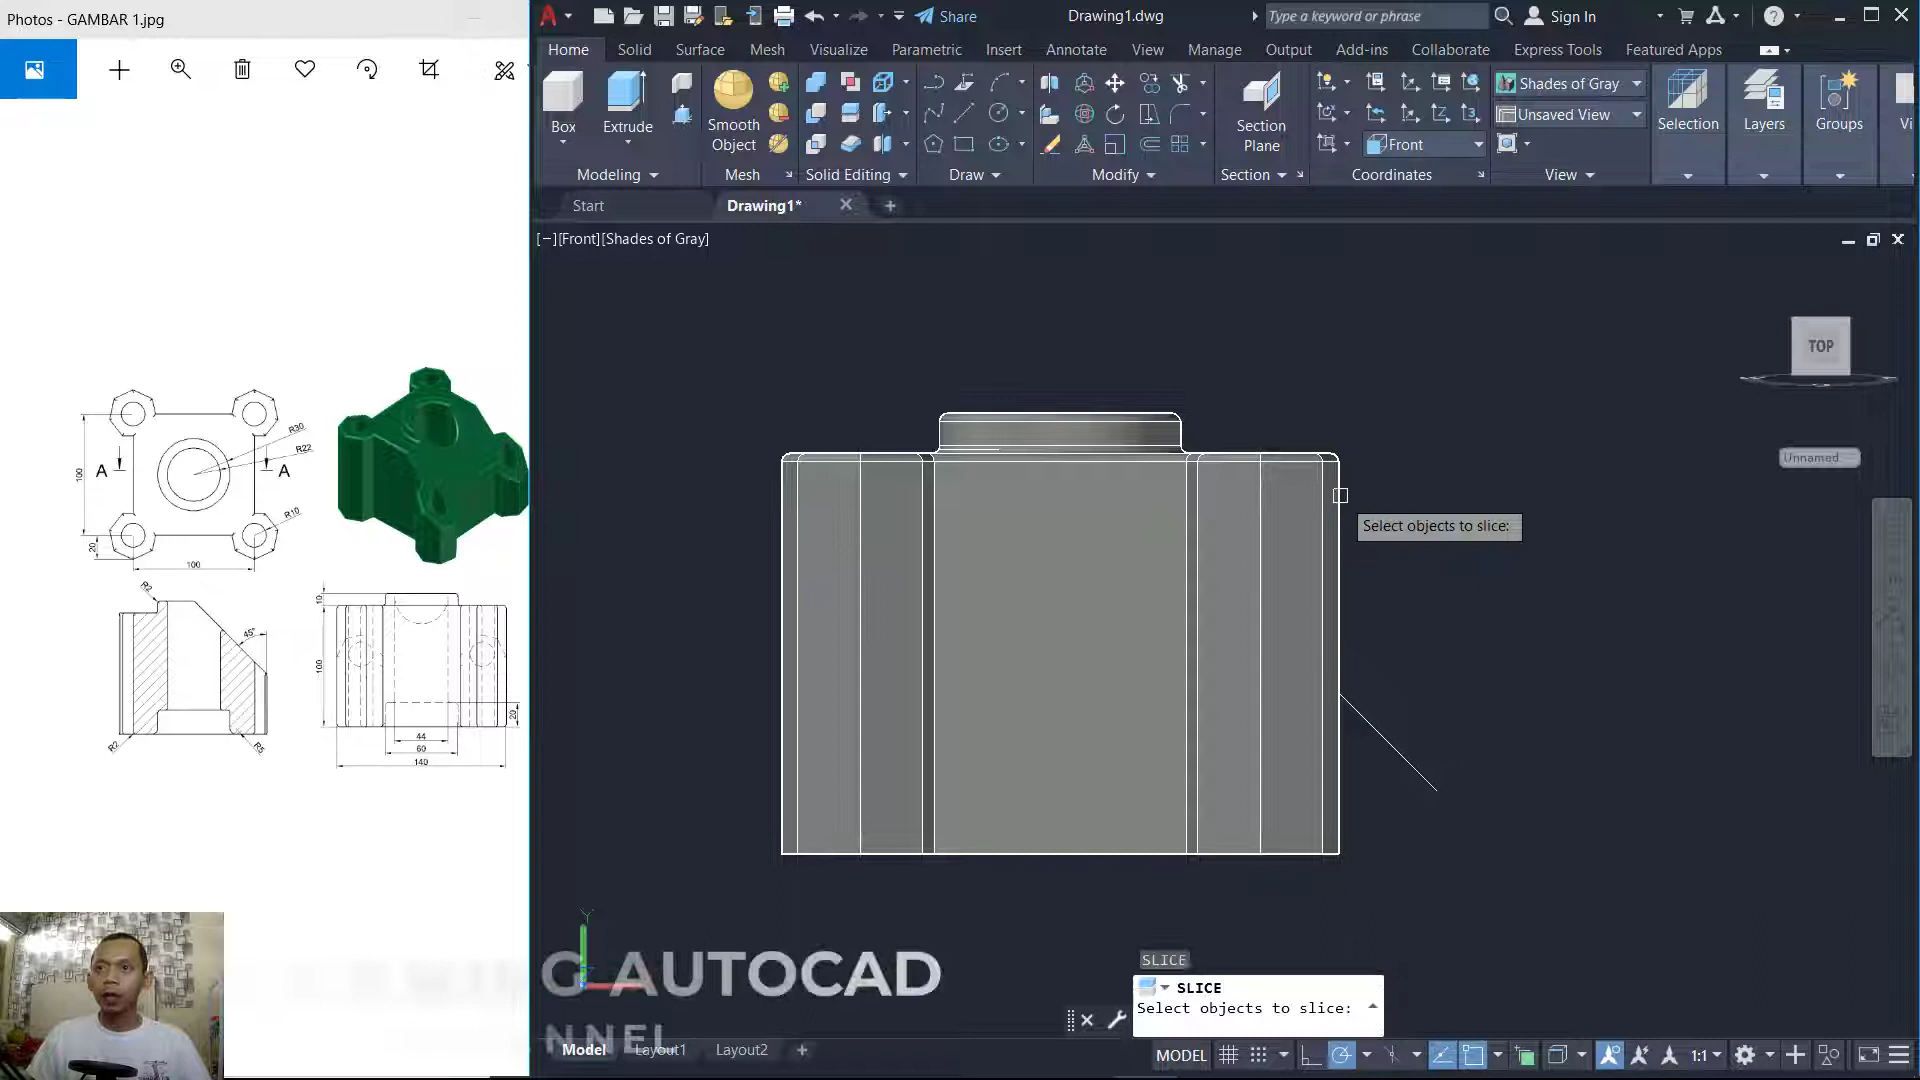 Photos - GAMBAR 1.jpg
Share
Drawing1.dwg
Type a keyword or phrase
Sign In
Home
Solid
Surface
Mesh
Visualize
Parametric
Insert
Annotate
View
Manage
Output
Add-ins
Collaborate
Express Tools
Featured Apps
Box
Extrude
Smooth
Object
Section
Plane
Front
Shades of Gray
Unsaved View
Selection
Layers
Groups
Vi
Modeling
Mesh
Solid Editing
Draw
Modify
Section
Coordinates
View
Start
Drawing1*
[−][Front][Shades of Gray]
TOP
Unnamed
Select objects to slice:
R30
R22
R10
A
A
100
20
100
R2
45°
R2
R5
10
100
20
44
60
140
G AUTOCAD
NNEL
SLICE
SLICE
Select objects to slice:
Model
Layout1
Layout2
MODEL
1:1